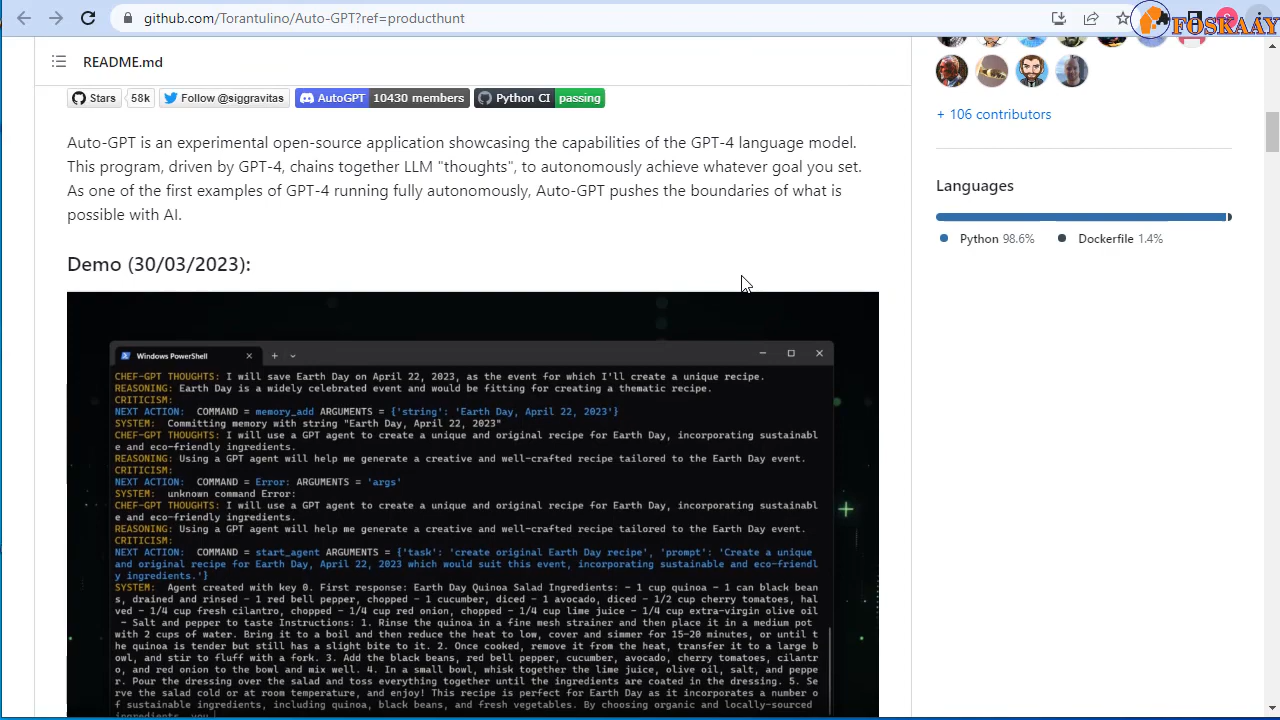 github.com/Torantulino/Auto-GPT?ref=producthunt
FOSKAAY
README.md
Stars 58k Follow @siggravitas AutoGPT 10430 members Python CI passing
+ 106 contributors
Auto-GPT is an experimental open-source application showcasing the capabilities of the GPT-4 language model.
This program, driven by GPT-4, chains together LLM "thoughts", to autonomously achieve whatever goal you set.
As one of the first examples of GPT-4 running fully autonomously, Auto-GPT pushes the boundaries of what is
possible with AI.
Languages
Python 98.6% Dockerfile 1.4%
Demo (30/03/2023):
Windows PowerShell
CHEF-GPT THOUGHTS: I will save Earth Day on April 22, 2023, as the event for which I'll create a unique recipe.
REASONING: Earth Day is a widely celebrated event and would be fitting for creating a thematic recipe.
CRITICISM:
NEXT ACTION: COMMAND = memory_add ARGUMENTS = {'string': 'Earth Day, April 22, 2023'}
SYSTEM: Committing memory with string "Earth Day, April 22, 2023"
CHEF-GPT THOUGHTS: I will use a GPT agent to create a unique and original recipe for Earth Day, incorporating sustainabl
e and eco-friendly ingredients.
REASONING: Using a GPT agent will help me generate a creative and well-crafted recipe tailored to the Earth Day event.
CRITICISM:
NEXT ACTION: COMMAND = Error: ARGUMENTS = 'args'
SYSTEM: unknown command Error:
CHEF-GPT THOUGHTS: I will use a GPT agent to create a unique and original recipe for Earth Day, incorporating sustainabl
e and eco-friendly ingredients.
REASONING: Using a GPT agent will help me generate a creative and well-crafted recipe tailored to the Earth Day event.
CRITICISM:
NEXT ACTION: COMMAND = start_agent ARGUMENTS = {'task': 'create original Earth Day recipe', 'prompt': 'Create a unique
and original recipe for Earth Day, April 22, 2023 which would suit this event, incorporating sustainable and eco-friendl
y ingredients.'}
SYSTEM: Agent created with key 0. First response: Earth Day Quinoa Salad Ingredients: - 1 cup quinoa - 1 can black bean
s, drained and rinsed - 1 red bell pepper, chopped - 1 cucumber, diced - 1 avocado, diced - 1/2 cup cherry tomatoes, hal
ved - 1/4 cup fresh cilantro, chopped - 1/4 cup red onion, chopped - 1/4 cup lime juice - 1/4 cup extra-virgin olive oil
- Salt and pepper to taste Instructions: 1. Rinse the quinoa in a fine mesh strainer and then place it in a medium pot
with 2 cups of water. Bring it to a boil and then reduce the heat to low, cover and simmer for 15-20 minutes, or until t
he quinoa is tender but still has a slight bite to it. 2. Once cooked, remove it from the heat, transfer it to a large b
owl, and stir to fluff with a fork. 3. Add the black beans, red bell pepper, cucumber, avocado, cherry tomatoes, cilantr
o, and red onion to the bowl and mix well. 4. In a small bowl, whisk together the lime juice, olive oil, salt, and peppe
r. Pour the dressing over the salad and toss everything together until the ingredients are coated in the dressing. 5. Se
rve the salad cold or at room temperature, and enjoy! This recipe is perfect for Earth Day as it incorporates a number o
f sustainable ingredients, including quinoa, black beans, and fresh vegetables. By choosing organic and locally-sourced
ingredients, you